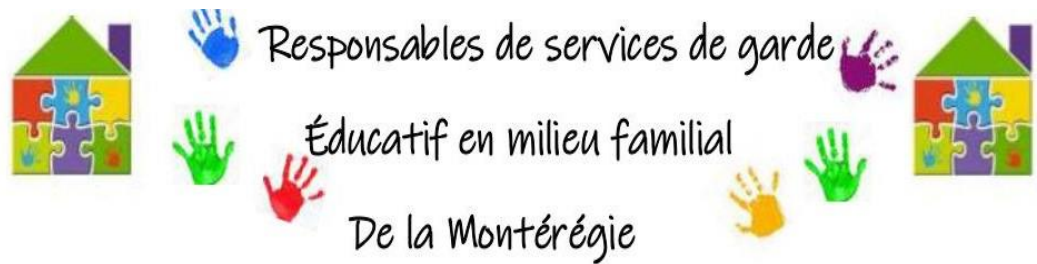 Responsables de services de garde
Éducatif en milieu familial
De la Montérégie